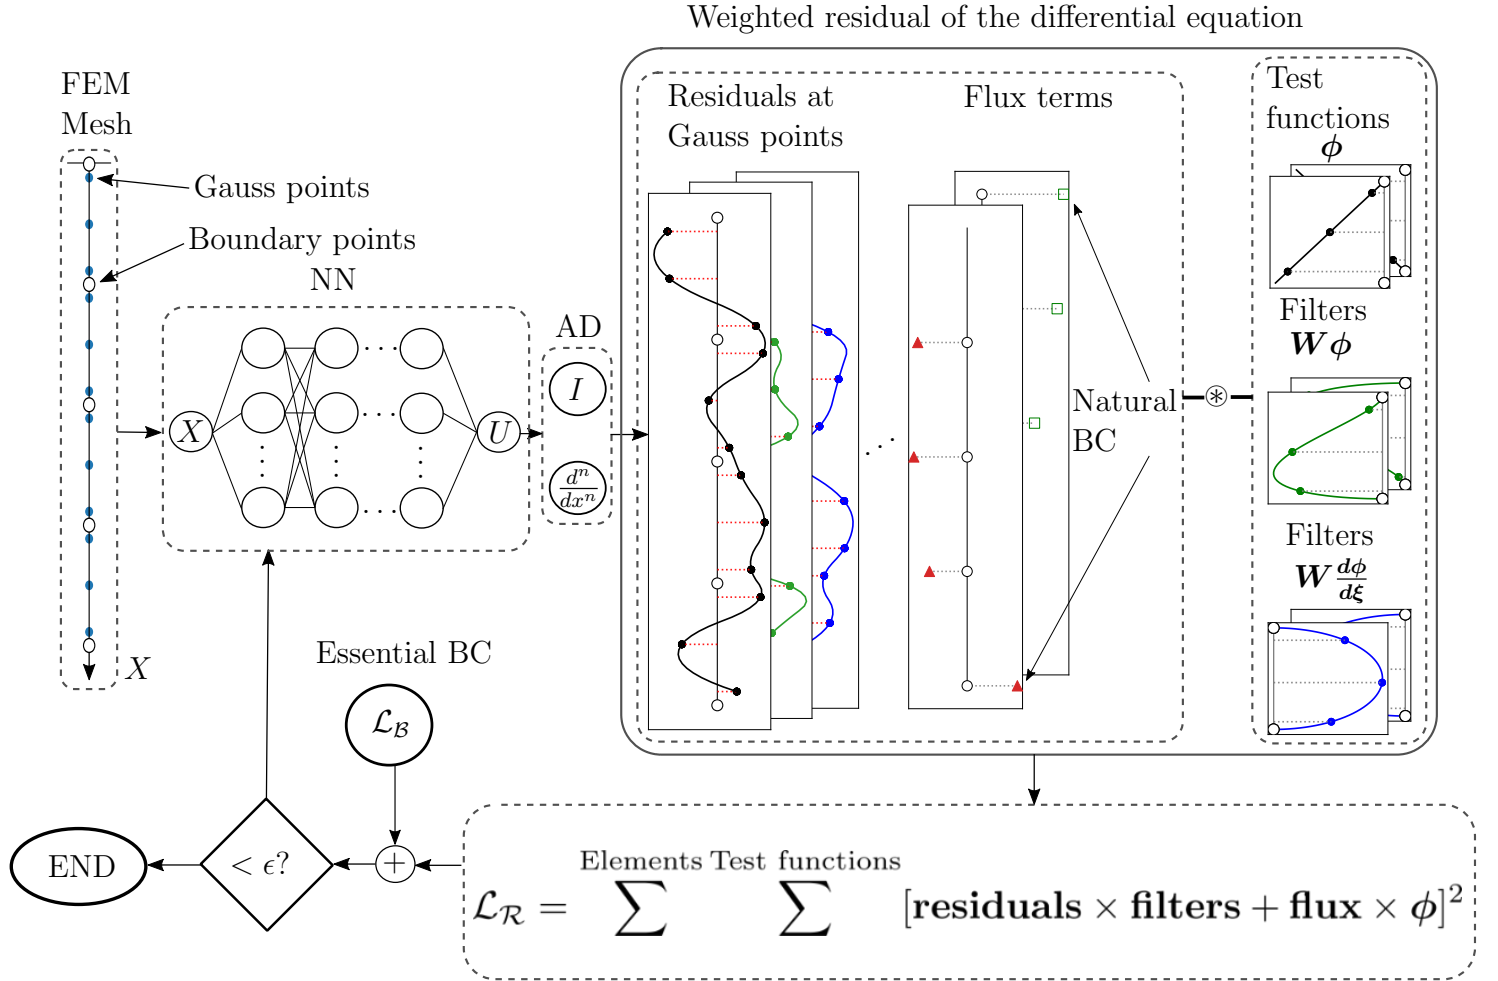 Weighted residual of the differential equation
FEM
Mesh
Gauss points
Boundary points
NN
X
U
X
AD
I
d^n/dx^n
Residuals at
Gauss points
Flux terms
Natural
BC
⊛
Test
functions
ϕ
Filters
Wϕ
Filters
W dϕ/dξ
Essential BC
ℒ_ℬ
+
< ϵ?
END
ℒ_ℛ = ∑^Elements ∑^Test functions [residuals × filters + flux × ϕ]²